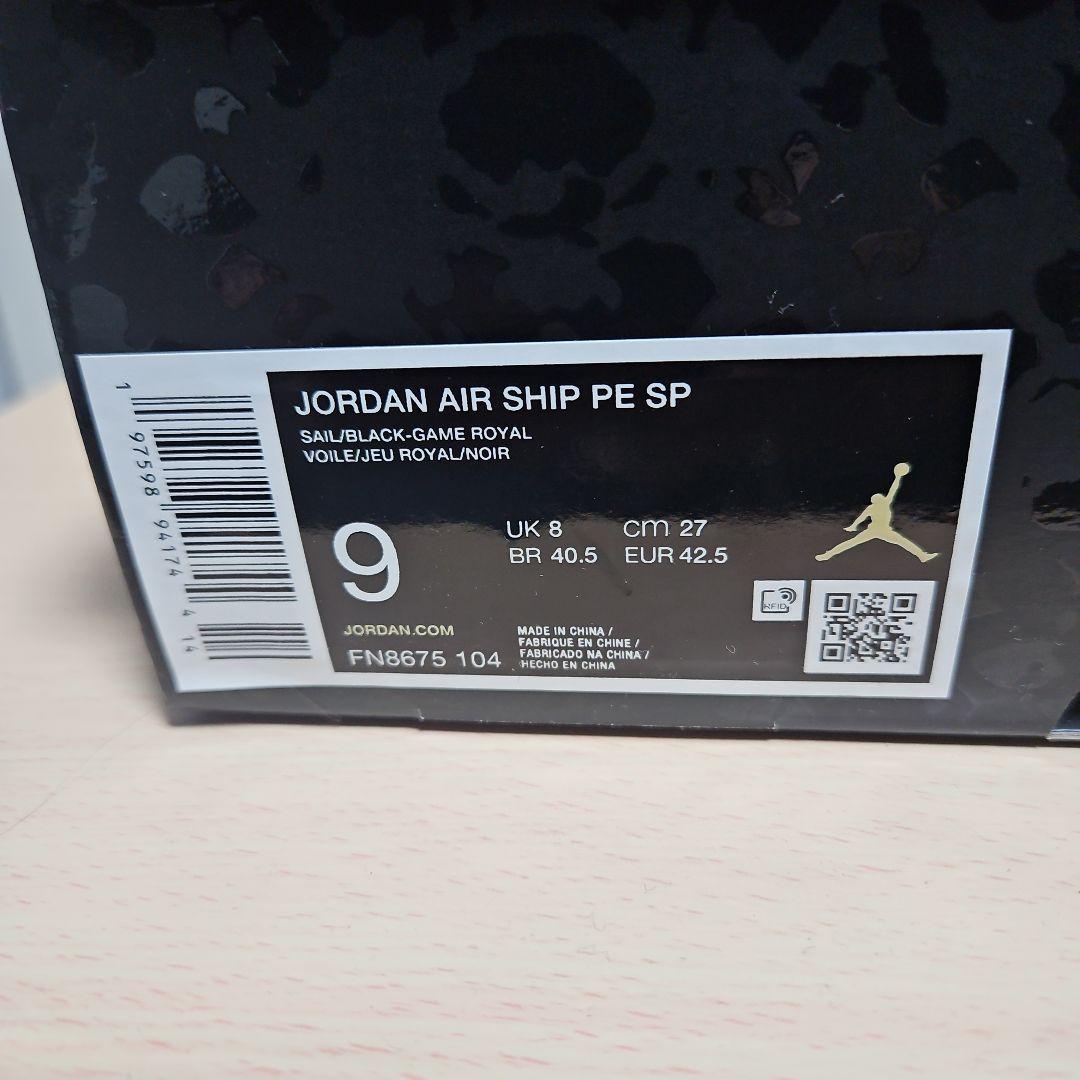 JORDAN AIR SHIP PE SP
SAIL/BLACK-GAME ROYAL
VOILE/JEU ROYAL/NOIR
9
UK 8 cm 27
BR 40.5 EUR 42.5
RFID
JORDAN.COM
FN8675 104
MADE IN CHINA /
FABRIQUE EN CHINE /
FABRICADO NA CHINA /
HECHO EN CHINA
1 97598 94174 4 14